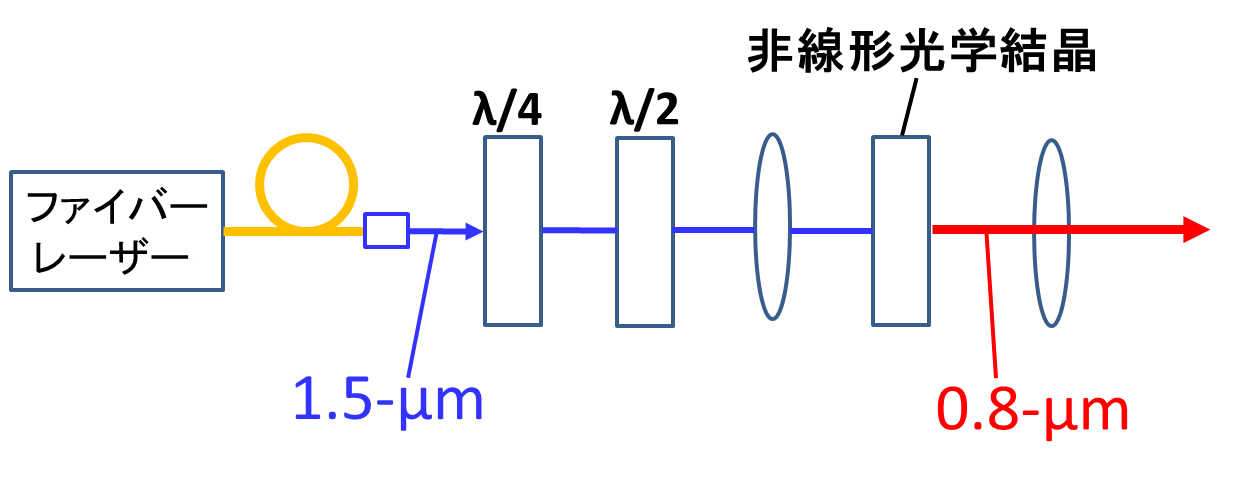 非線形光学結晶
λ/4
λ/2
ファイバー
レーザー
1.5-μm
0.8-μm